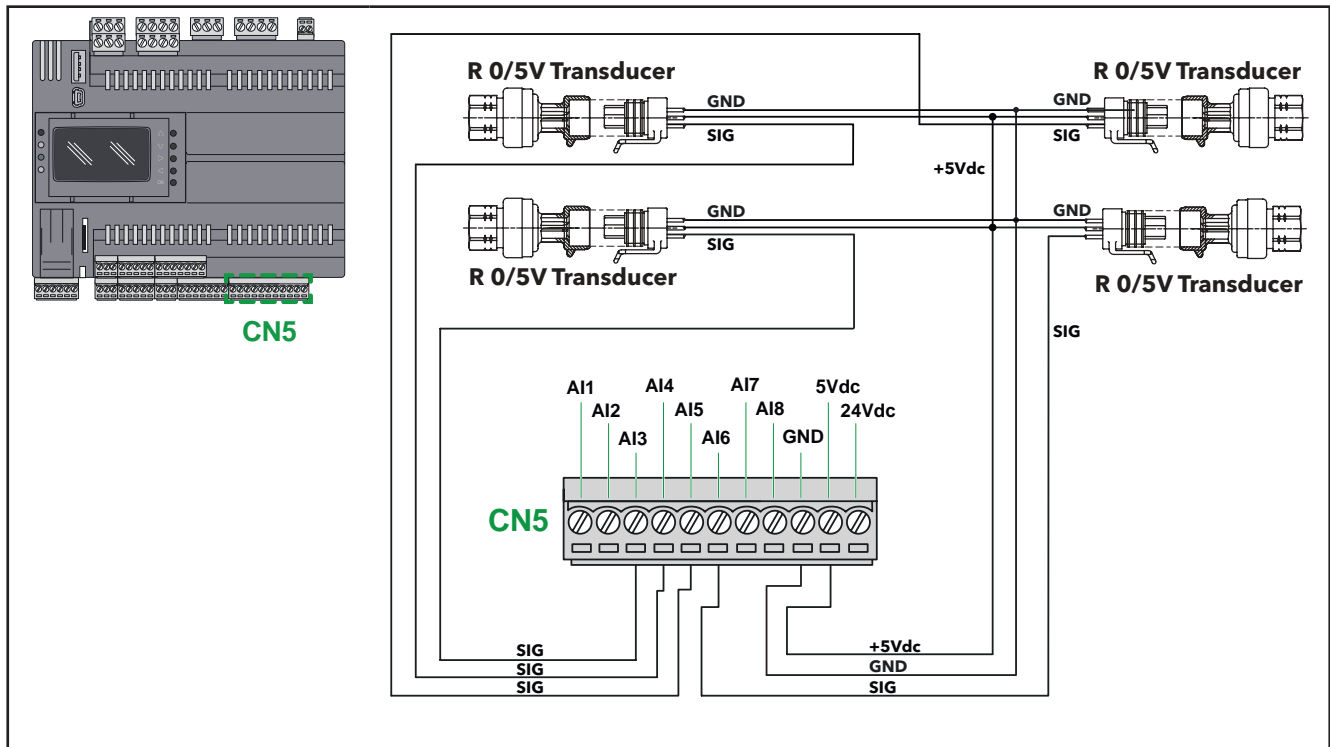 R 0/5V Transducer
R 0/5V Transducer
GND
GND
SIG
SIG
+5Vdc
GND
GND
SIG
R 0/5V Transducer
R 0/5V Transducer
CN5
SIG
AI1
AI4
AI7
5Vdc
AI2
AI5
AI8
24Vdc
AI3
AI6
GND
CN5
SIG
+5Vdc
SIG
GND
SIG
SIG